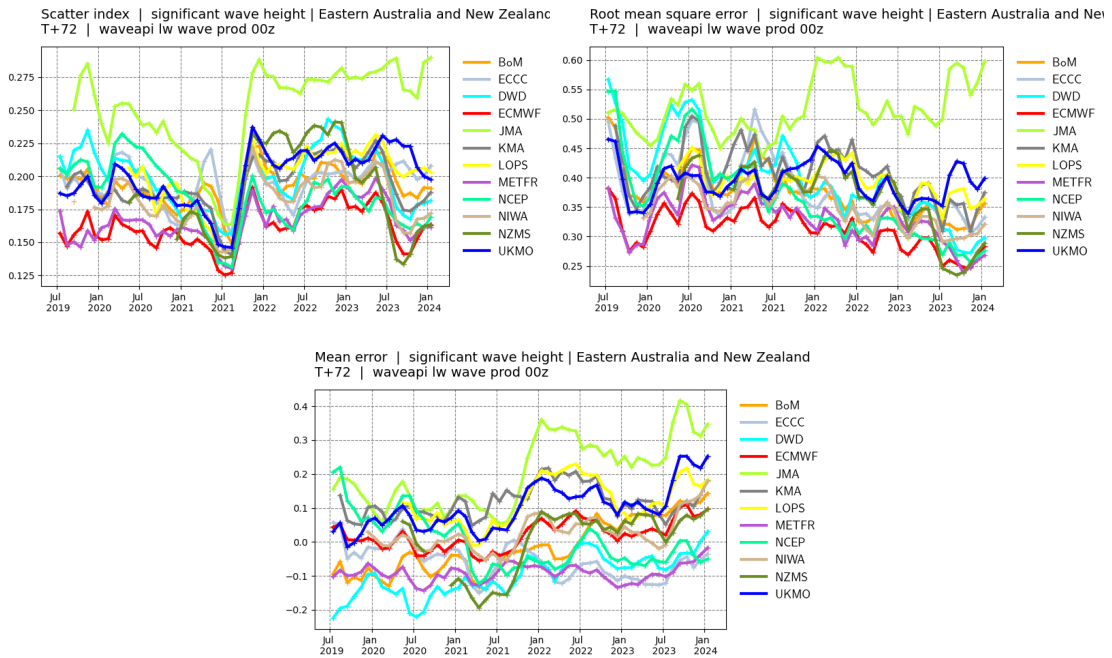 Scatter index | significant wave height | Eastern Australia and New Zealand
T+72 | waveapi lw wave prod 00z
0.275
0.250
0.225
0.200
0.175
0.150
0.125
Jul Jan Jul Jan Jul Jan Jul Jan Jul Jan
2019 2020 2020 2021 2021 2022 2022 2023 2023 2024
BoM
ECCC
DWD
ECMWF
JMA
KMA
LOPS
METFR
NCEP
NIWA
NZMS
UKMO
Root mean square error | significant wave height | Eastern Australia and New
T+72 | waveapi lw wave prod 00z
0.60
0.55
0.50
0.45
0.40
0.35
0.30
0.25
Jul Jan Jul Jan Jul Jan Jul Jan Jul Jan
2019 2020 2020 2021 2021 2022 2022 2023 2023 2024
BoM
ECCC
DWD
ECMWF
JMA
KMA
LOPS
METFR
NCEP
NIWA
NZMS
UKMO
Mean error | significant wave height | Eastern Australia and New Zealand
T+72 | waveapi lw wave prod 00z
0.4
0.3
0.2
0.1
0.0
−0.1
−0.2
Jul Jan Jul Jan Jul Jan Jul Jan Jul Jan
2019 2020 2020 2021 2021 2022 2022 2023 2023 2024
BoM
ECCC
DWD
ECMWF
JMA
KMA
LOPS
METFR
NCEP
NIWA
NZMS
UKMO